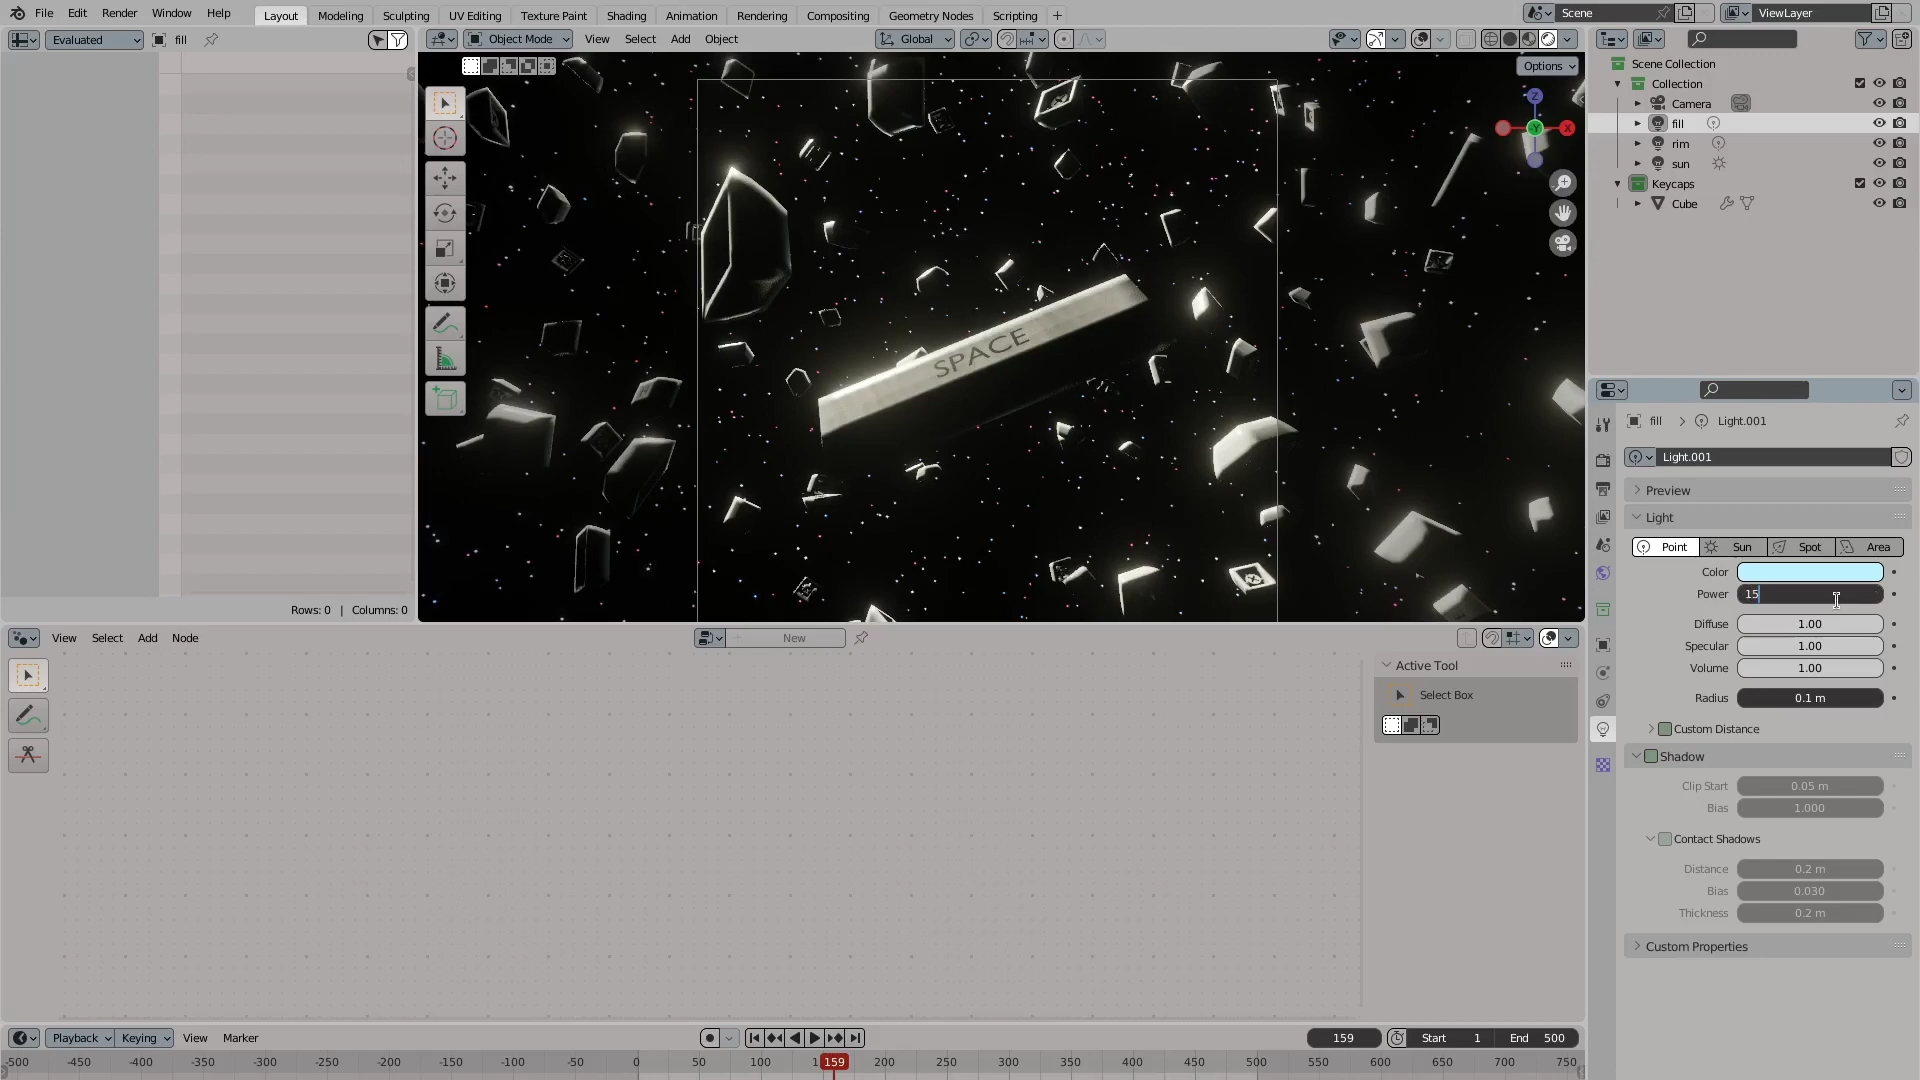 File Edit Render Window Help Layout Modeling Sculpting UV Editing Texture Paint Shading Animation Rendering Compositing Geometry Nodes Scripting + Scene ViewLayer
Evaluated fill
Object Mode View Select Add Object Global
Options
Z
Y
X
SPACE
Scene Collection
Collection
Camera
fill
rim
sun
Keycaps
Cube
fill > Light.001
Light.001
Preview
Light
Point Sun Spot Area
Color
Power 15
Diffuse 1.00
Specular 1.00
Volume 1.00
Radius 0.1 m
Custom Distance
Shadow
Clip Start 0.05 m
Bias 1.000
Contact Shadows
Distance 0.2 m
Bias 0.030
Thickness 0.2 m
Custom Properties
Rows: 0 | Columns: 0
View Select Add Node New
Active Tool
Select Box
Playback Keying View Marker 159 Start 1 End 500
-500 -450 -400 -350 -300 -250 -200 -150 -100 -50 0 50 100 159 200 250 300 350 400 450 500 550 600 650 700 750